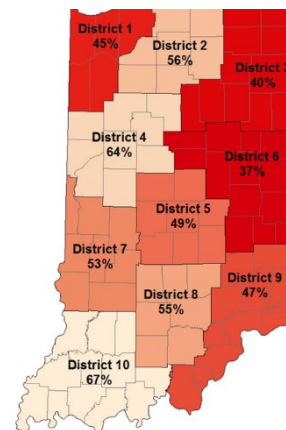 District 1
45%
District 2
56%
District 3
40%
District 4
64%
District 6
37%
District 5
49%
District 7
53%
District 9
47%
District 8
55%
District 10
67%